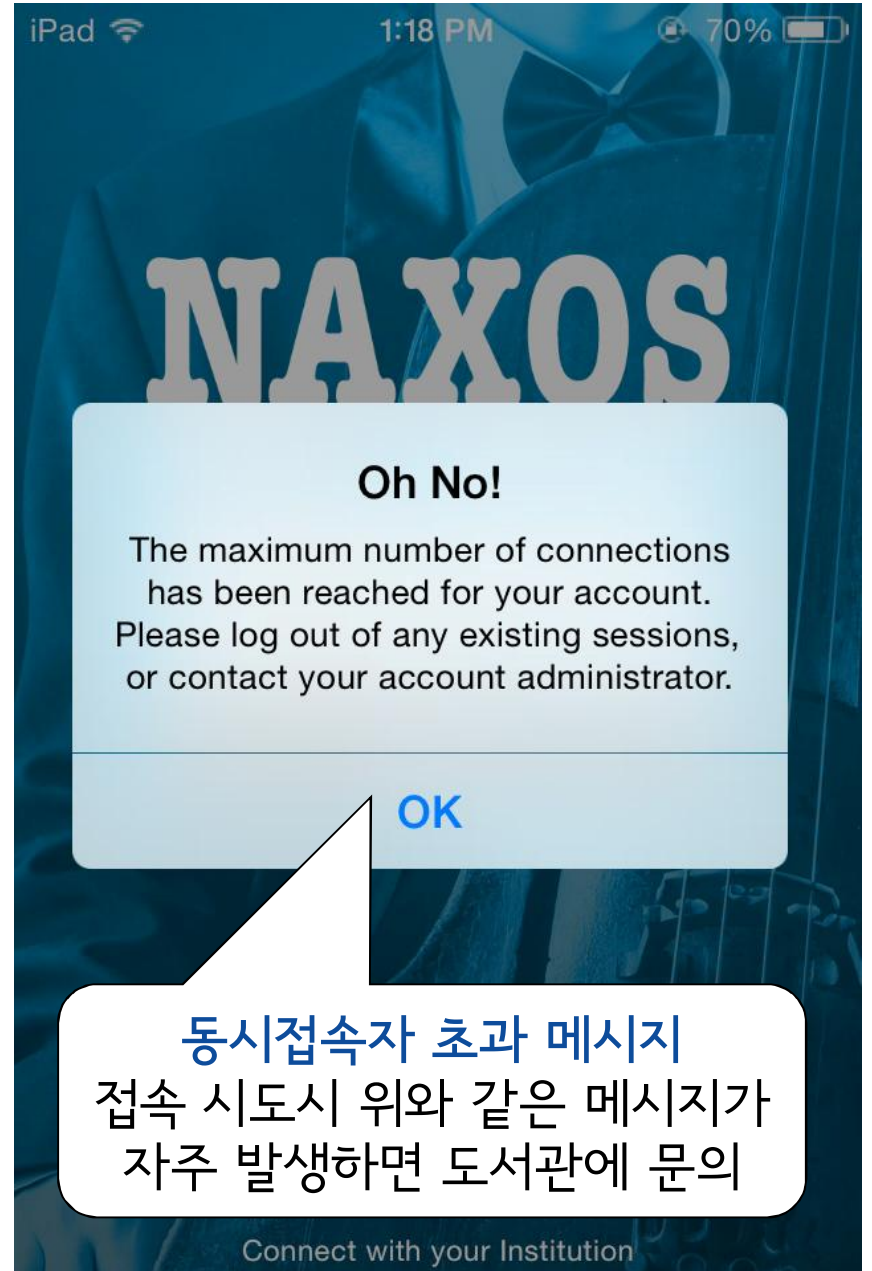 iPad 1:18 PM 70%
NAXOS
Oh No!
The maximum number of connections
has been reached for your account.
Please log out of any existing sessions,
or contact your account administrator.
OK
동시접속자 초과 메시지
접속 시도시 위와 같은 메시지가
자주 발생하면 도서관에 문의
Connect with your Institution